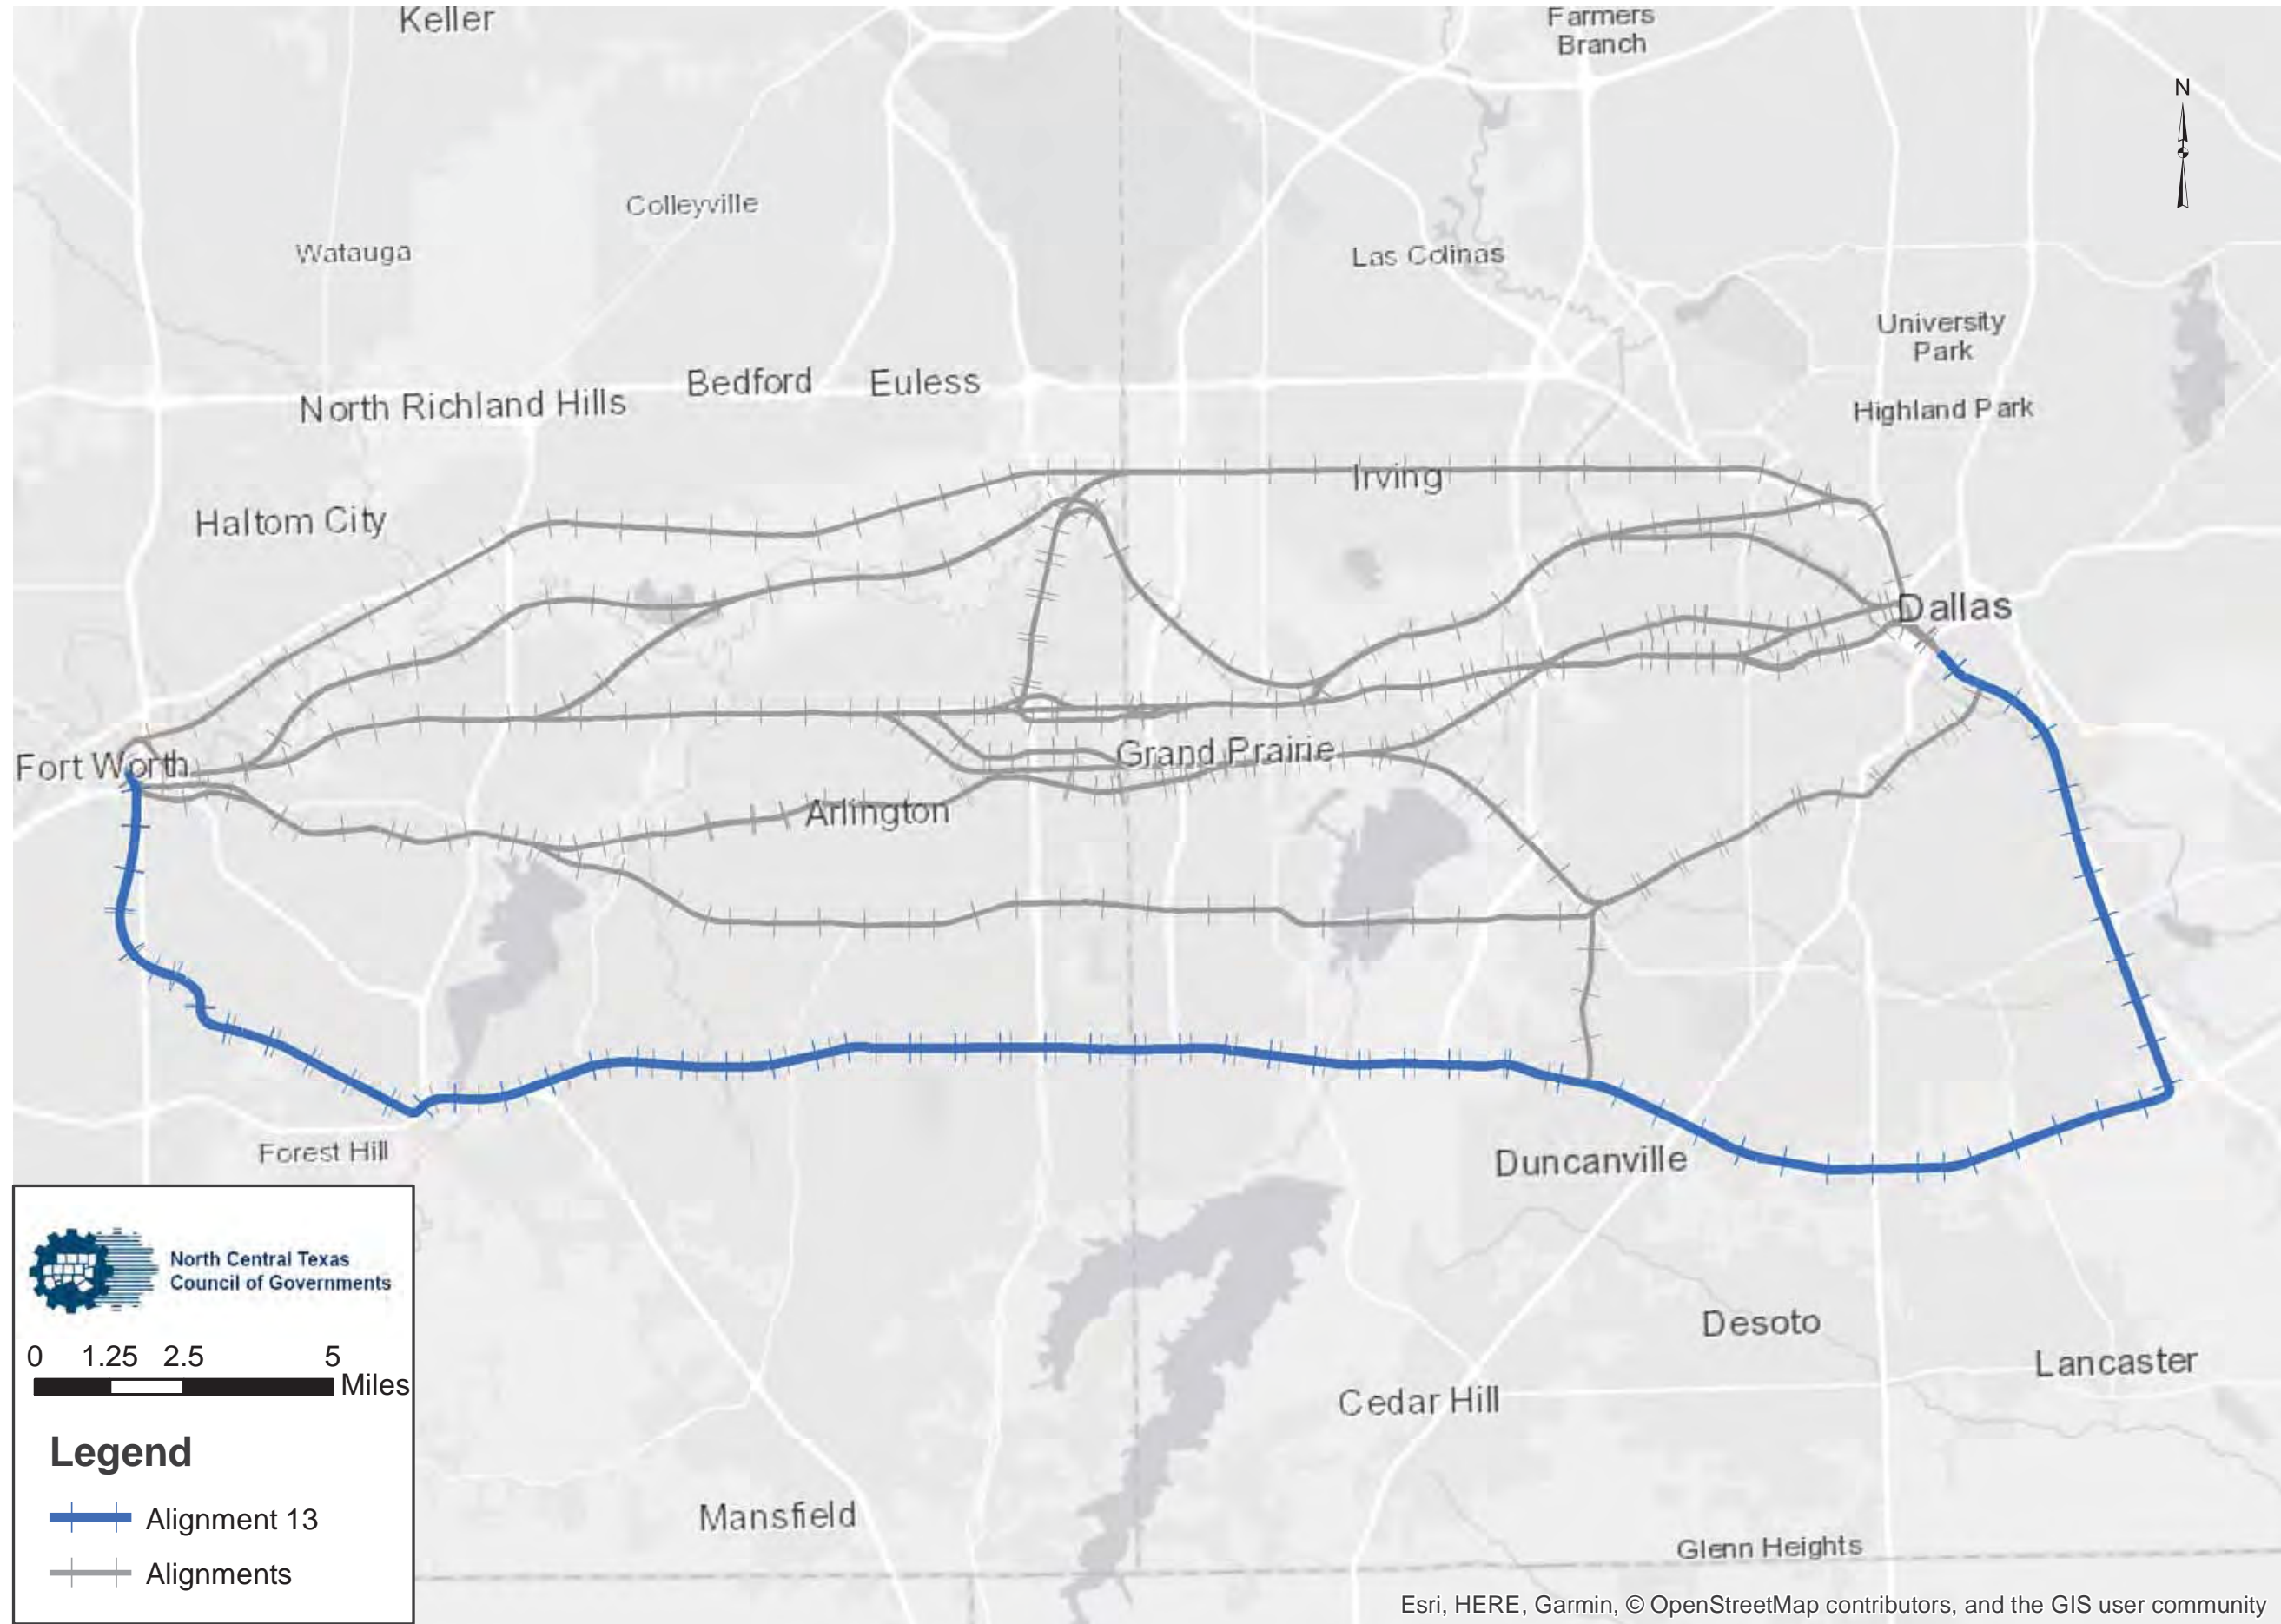 Keller
Farmers
Branch
N
Colleyville
Watauga
Las Colinas
University
Park
Bedford
Euless
North Richland Hills
Highland Park
Irving
Haltom City
Dallas
Grand Prairie
Fort Worth
Arlington
Forest Hill
Duncanville
North Central Texas
Council of Governments
Desoto
0 1.25 2.5 5
Miles
Lancaster
Cedar Hill
Legend
Mansfield
Alignment 13
Glenn Heights
Alignments
Esri, HERE, Garmin, © OpenStreetMap contributors, and the GIS user community